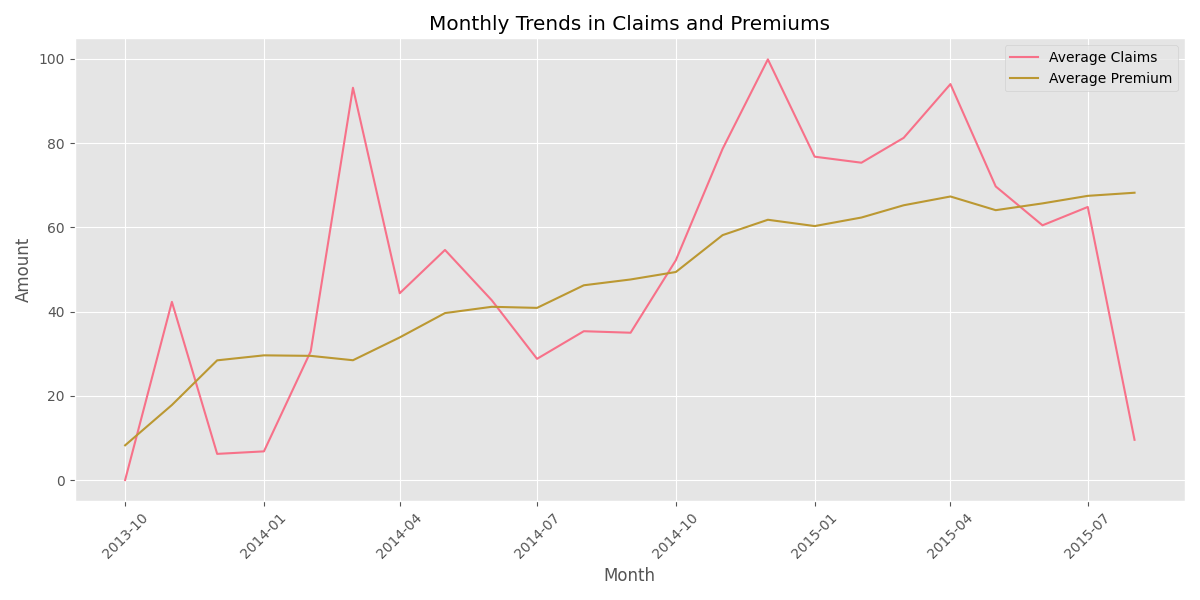 Monthly Trends in Claims and Premiums
Average Claims
Average Premium
100
80
60
40
20
0
Amount
2013-10
2014-01
2014-04
2014-07
2014-10
2015-01
2015-04
2015-07
Month